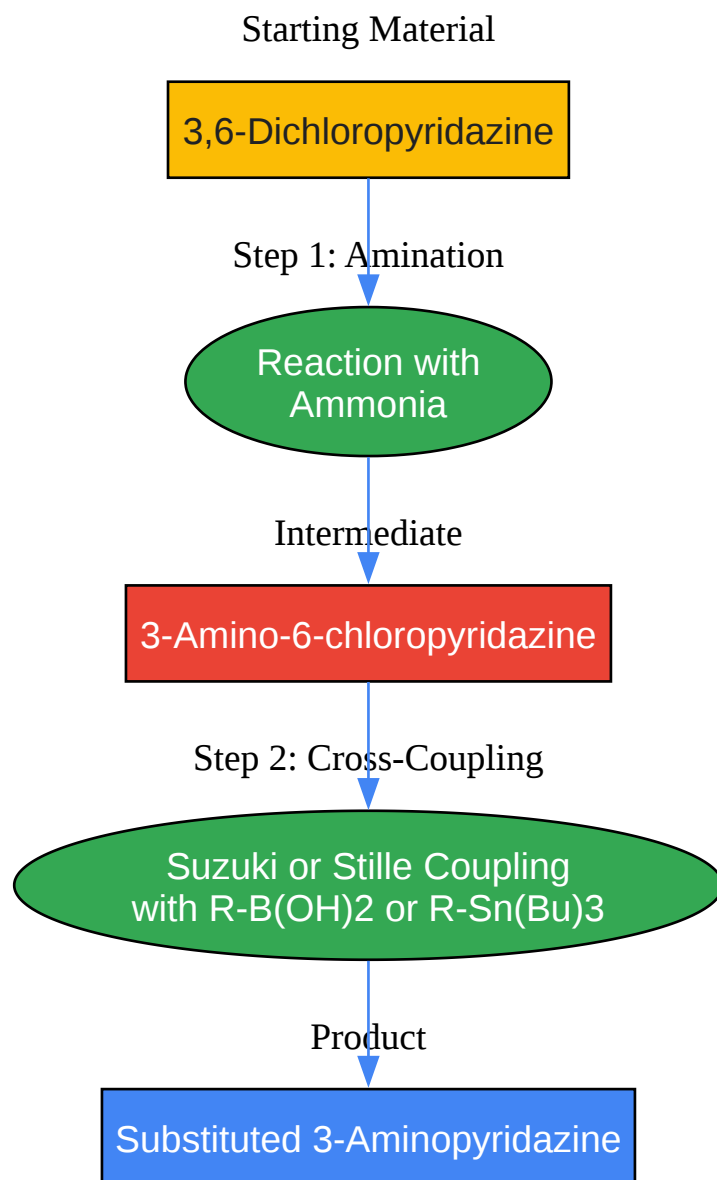 Starting Material
3,6-Dichloropyridazine
Step 1: Amination
Reaction with
Ammonia
Intermediate
3-Amino-6-chloropyridazine
Step 2: Cross-Coupling
Suzuki or Stille Coupling
with R-B(OH)2 or R-Sn(Bu)3
Product
Substituted 3-Aminopyridazine